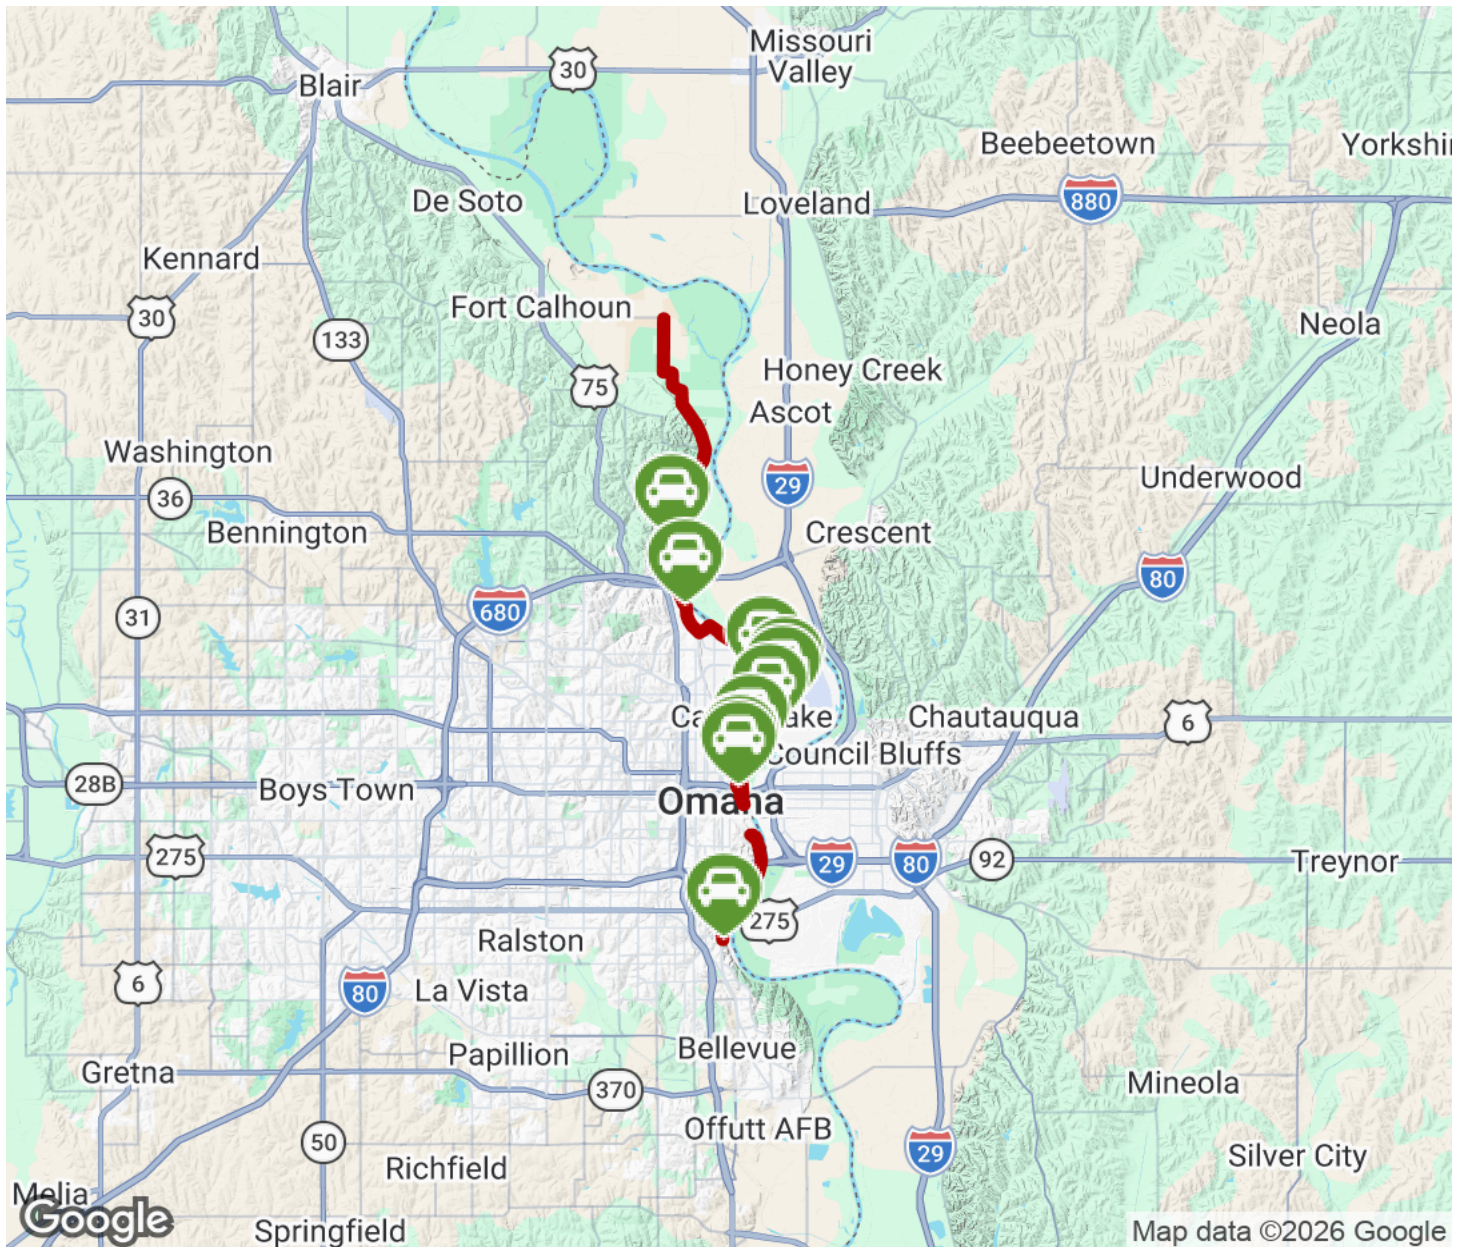 Missouri
Valley
30
Blair
Beebeetown
De Soto
Loveland
880
Kennard
30
Fort Calhoun
133
Neola
75
Honey Creek
Ascot
Washington
Underwood
29
36
Bennington
Crescent
80
680
31
Chautauqua
6
Council Bluffs
28B
Boys Town
Omaha
275
29
80
92
Treynor
275
Ralston
6
80
La Vista
Papillion
Bellevue
Gretna
370
Mineola
Offutt AFB
50
29
Richfield
Silver City
Melia
Google
Springfield
Map data ©2026 Google